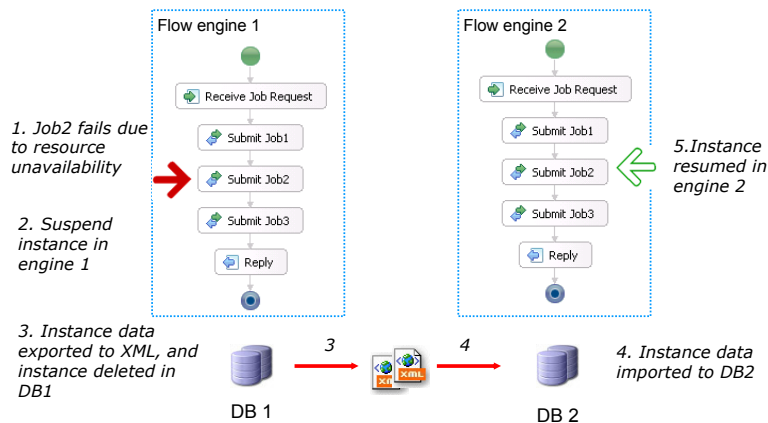 Flow engine 1
Receive Job Request
Submit Job1
Submit Job2
Submit Job3
Reply
Flow engine 2
Receive Job Request
Submit Job1
Submit Job2
Submit Job3
Reply
1. Job2 fails due
to resource
unavailability
2. Suspend
instance in
engine 1
3. Instance data
exported to XML, and
instance deleted in
DB1
5.Instance
resumed in
engine 2
3
4
XML
XML
4. Instance data
imported to DB2
DB 1
DB 2